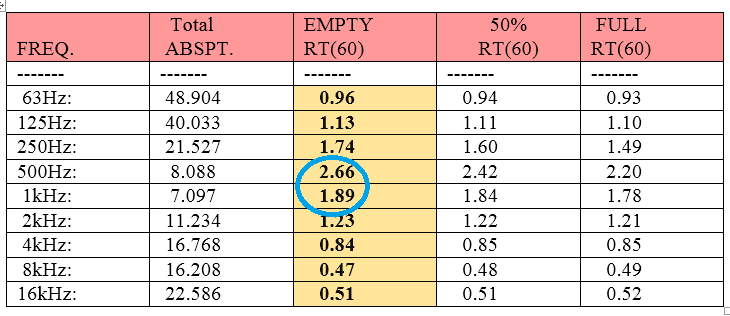 FREQ. Total ABSPT. EMPTY RT(60) 50% RT(60) FULL RT(60)
------- ------- ------- ------- -------
63Hz: 48.904 0.96 0.94 0.93
125Hz: 40.033 1.13 1.11 1.10
250Hz: 21.527 1.74 1.60 1.49
500Hz: 8.088 2.66 2.42 2.20
1kHz: 7.097 1.89 1.84 1.78
2kHz: 11.234 1.23 1.22 1.21
4kHz: 16.768 0.84 0.85 0.85
8kHz: 16.208 0.47 0.48 0.49
16kHz: 22.586 0.51 0.51 0.52